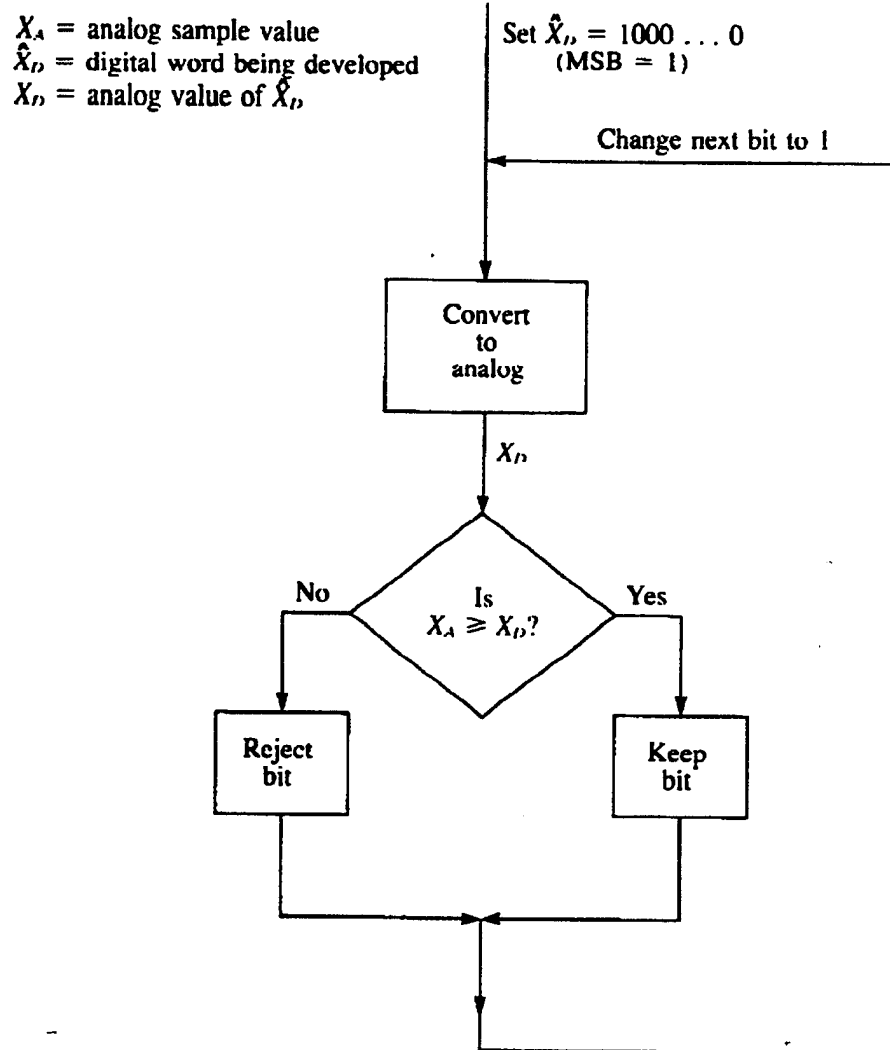 X_A = analog sample value
X̂_D = digital word being developed
X_D = analog value of X̂_D
Set X̂_D = 1000 ... 0
(MSB = 1)
Change next bit to 1
Convert
to
analog
X_D
No
Is
X_A ≥ X_D?
Yes
Reject
bit
Keep
bit